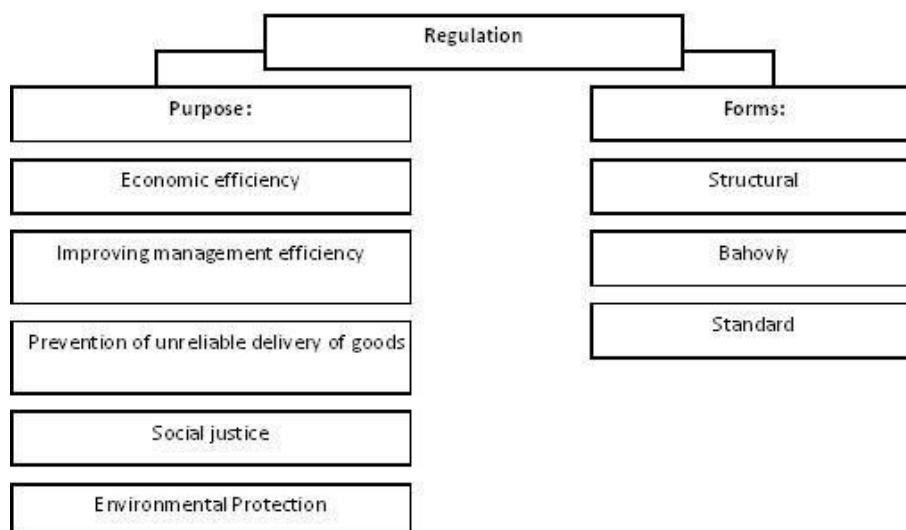 Regulation
Purpose:
Economic efficiency
Improving management efficiency
Prevention of unreliable delivery of goods
Social justice
Environmental Protection
Forms:
Structural
Bahoviy
Standard